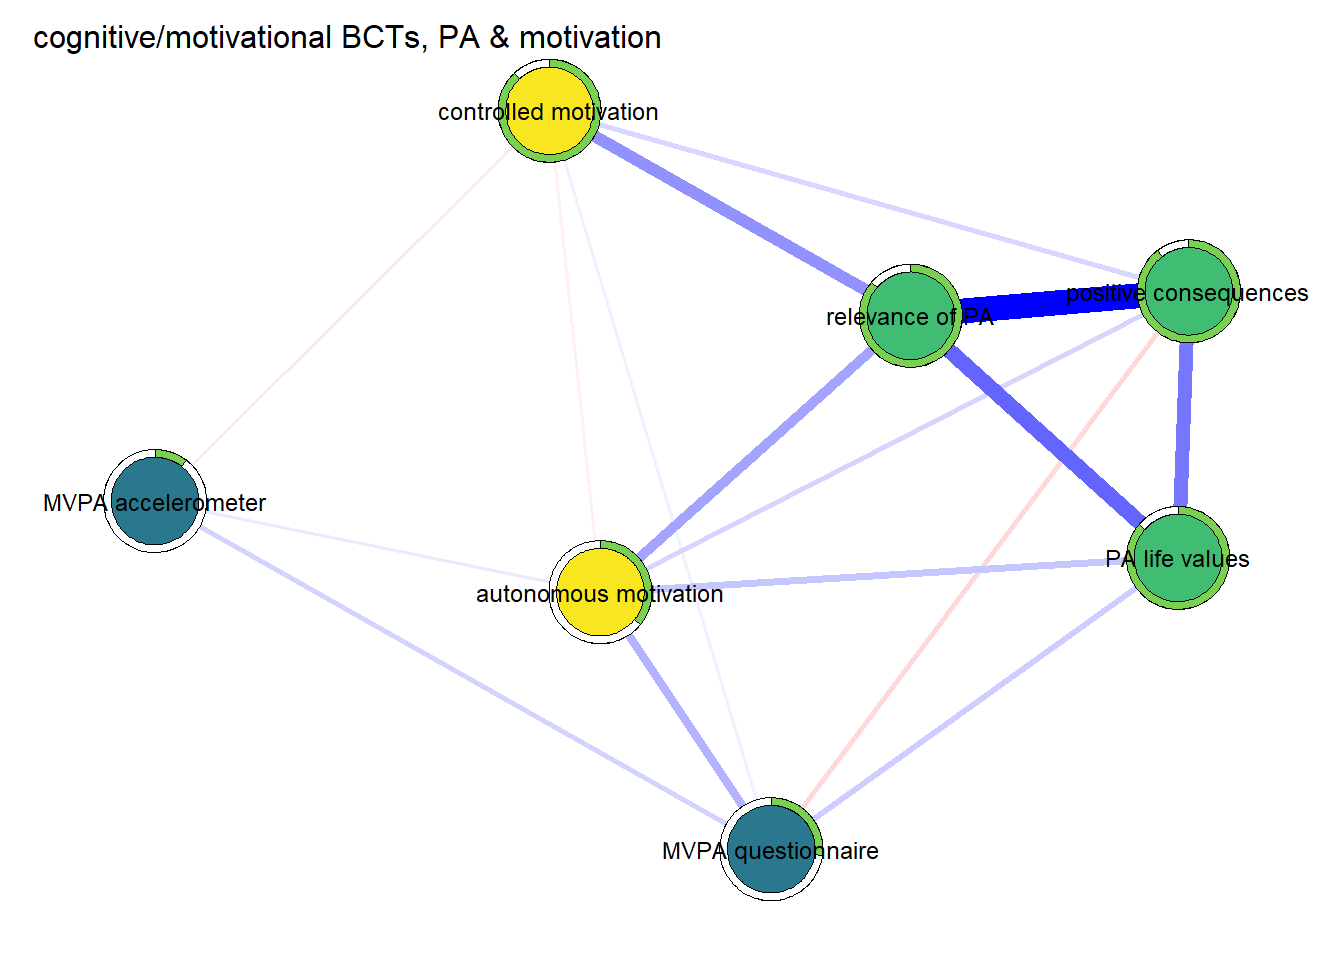 cognitive/motivational BCTs, PA & motivation
controlled motivation
positive consequences
relevance of PA
MVPA accelerometer
PA life values
autonomous motivation
MVPA questionnaire